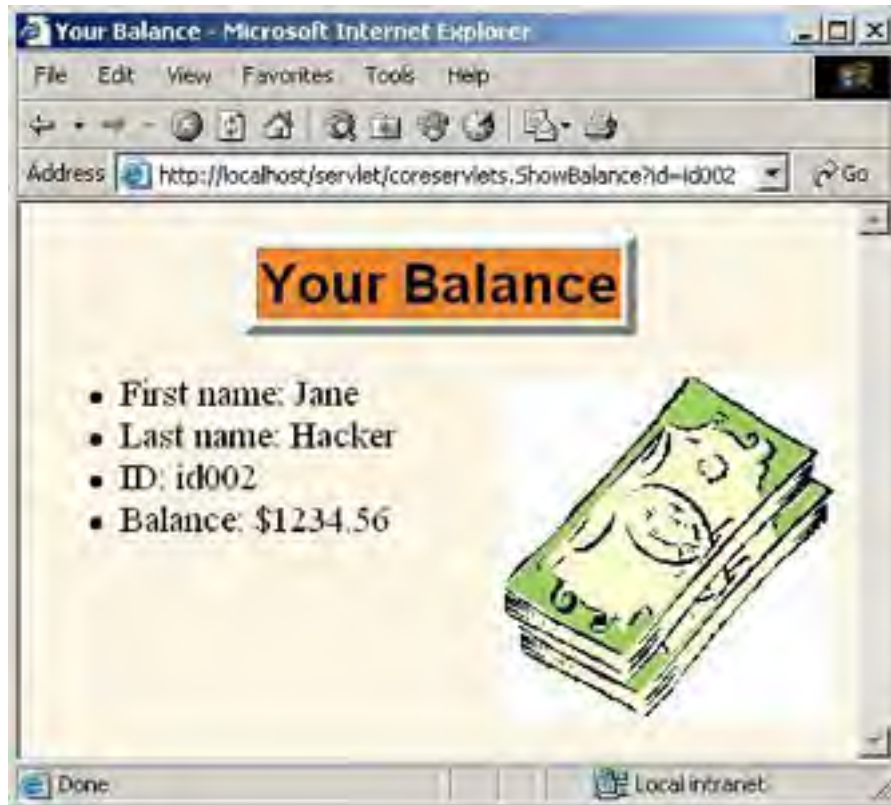 Your Balance - Microsoft Internet Explorer
File Edit View Favorites Tools Help
Address http://localhost/servlet/coreservlets.ShowBalance?id=id002 Go
Your Balance
• First name: Jane
• Last name: Hacker
• ID: id002
• Balance: $1234.56
Done Local intranet